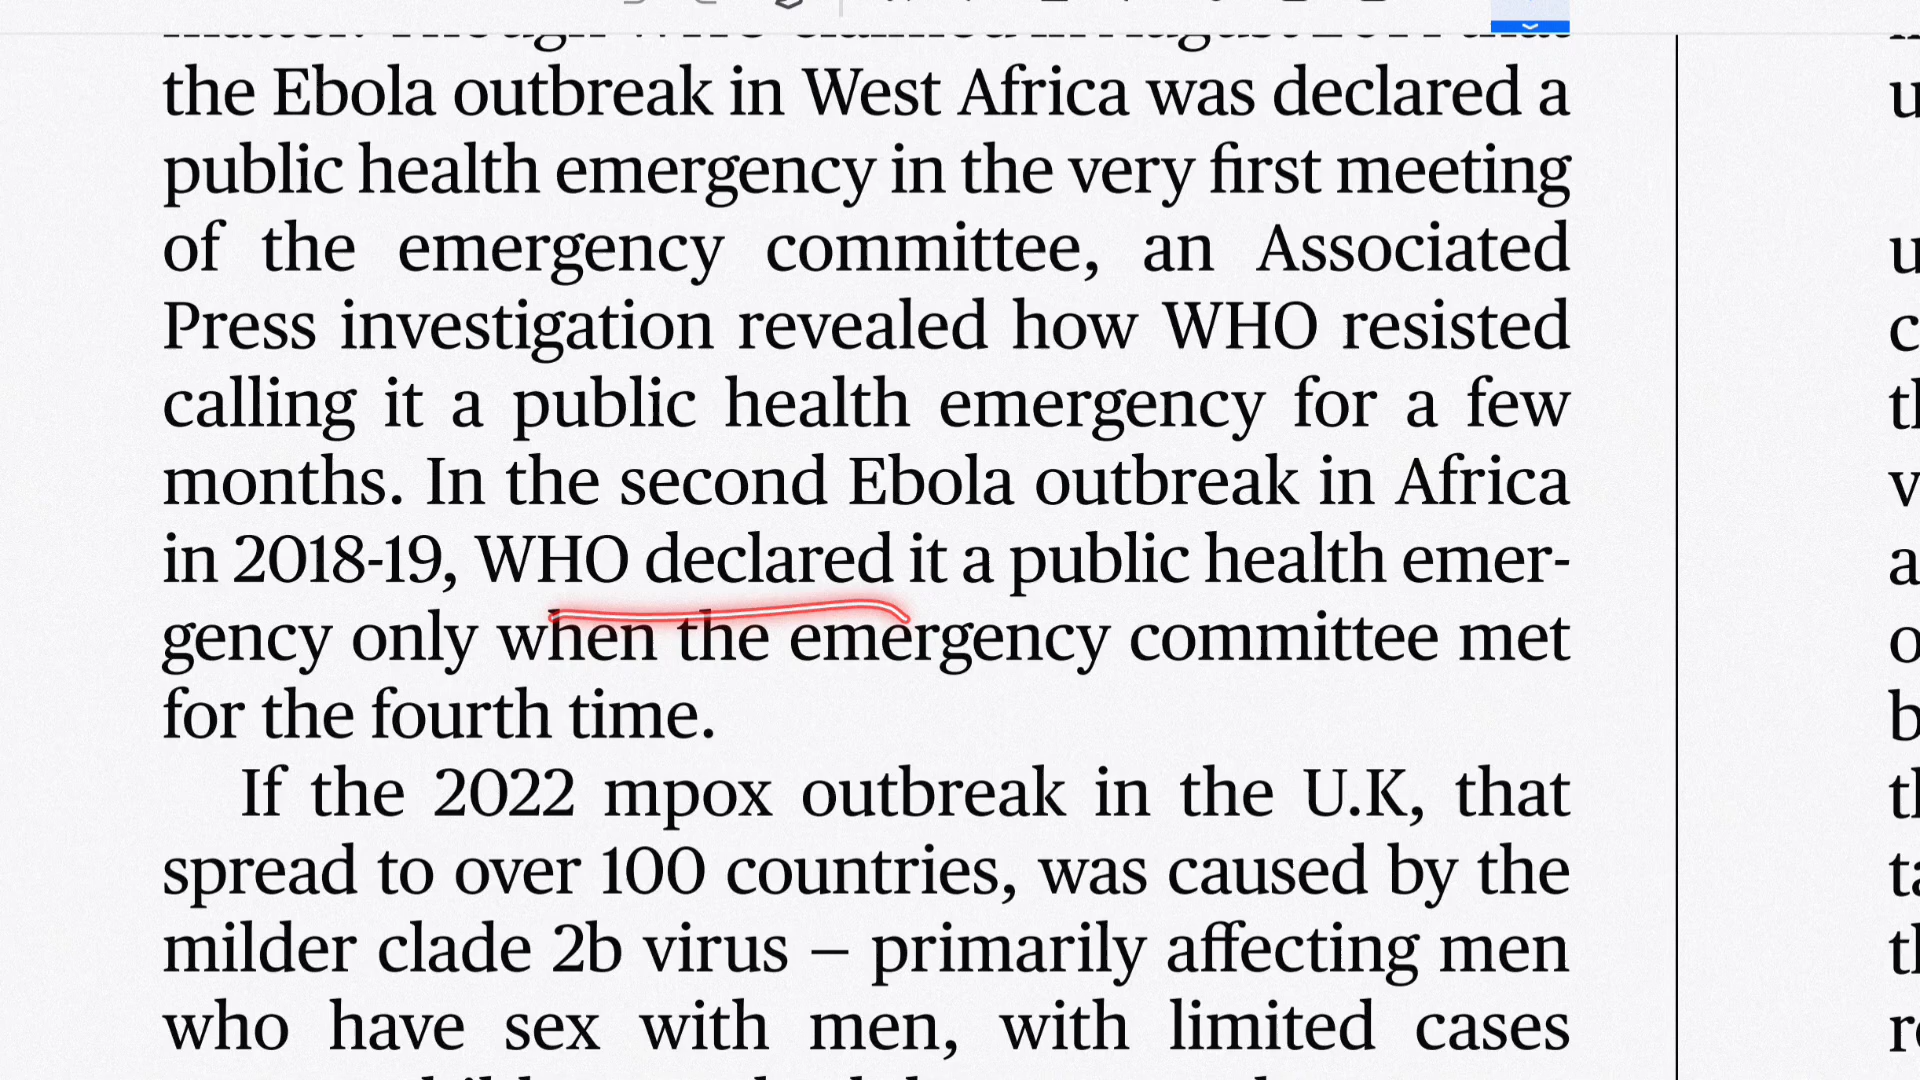 the Ebola outbreak in West Africa was declared a
public health emergency in the very first meeting
of the emergency committee, an Associated
Press investigation revealed how WHO resisted
calling it a public health emergency for a few
months. In the second Ebola outbreak in Africa
in 2018-19, WHO declared it a public health emer-
gency only when the emergency committee met
for the fourth time.
If the 2022 mpox outbreak in the U.K, that
spread to over 100 countries, was caused by the
milder clade 2b virus – primarily affecting men
who have sex with men, with limited cases